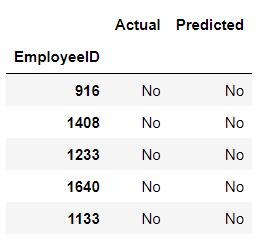 Actual Predicted
EmployeeID
916 No No
1408 No No
1233 No No
1640 No No
1133 No No